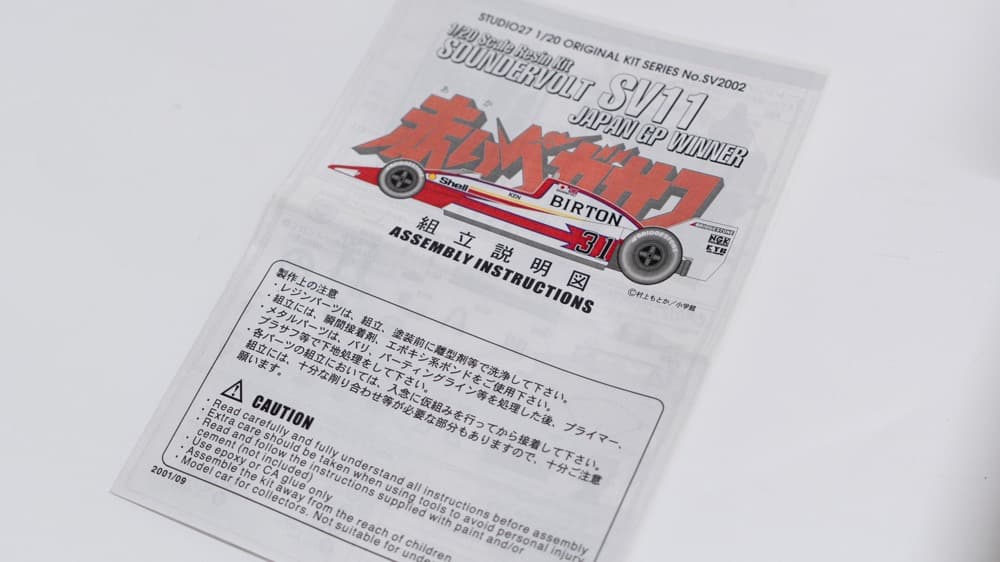 STUDIO27 1/20 ORIGINAL KIT SERIES No.SV2002
1/20 Scale Resin Kit
SOUNDERVOLT SV11
JAPAN GP WINNER
あか
赤いペガサス
Shell
KEN
BIRTON
31
BRIDGESTONE
NGK
KYB
組立説明図
ASSEMBLY INSTRUCTIONS
©村上もとか/小学館
製作上の注意
・レジンパーツは、組立、塗装前に離型剤等で洗浄して下さい。
・組立には、瞬間接着剤、エポキシ系ボンドをご使用下さい。
・メタルパーツは、バリ、パーティングライン等を処理した後、プライマー、
プラサフ等で下地処理をして下さい。
・各パーツの組立においては、入念に仮組みを行ってから接着して下さい。
組立には、十分な削り合わせ等が必要な部分もありますので、十分ご注意
願います。
CAUTION
・Read carefully and fully understand all instructions before assembly
・Extra care should be taken when using tools to avoid personal injury
・Read and follow the instructions supplied with paint and/or
cement (not included)
・Use epoxy or CA glue only
・Assemble the kit away from the reach of children
・Model car for collectors. Not suitable for unde
2001/09